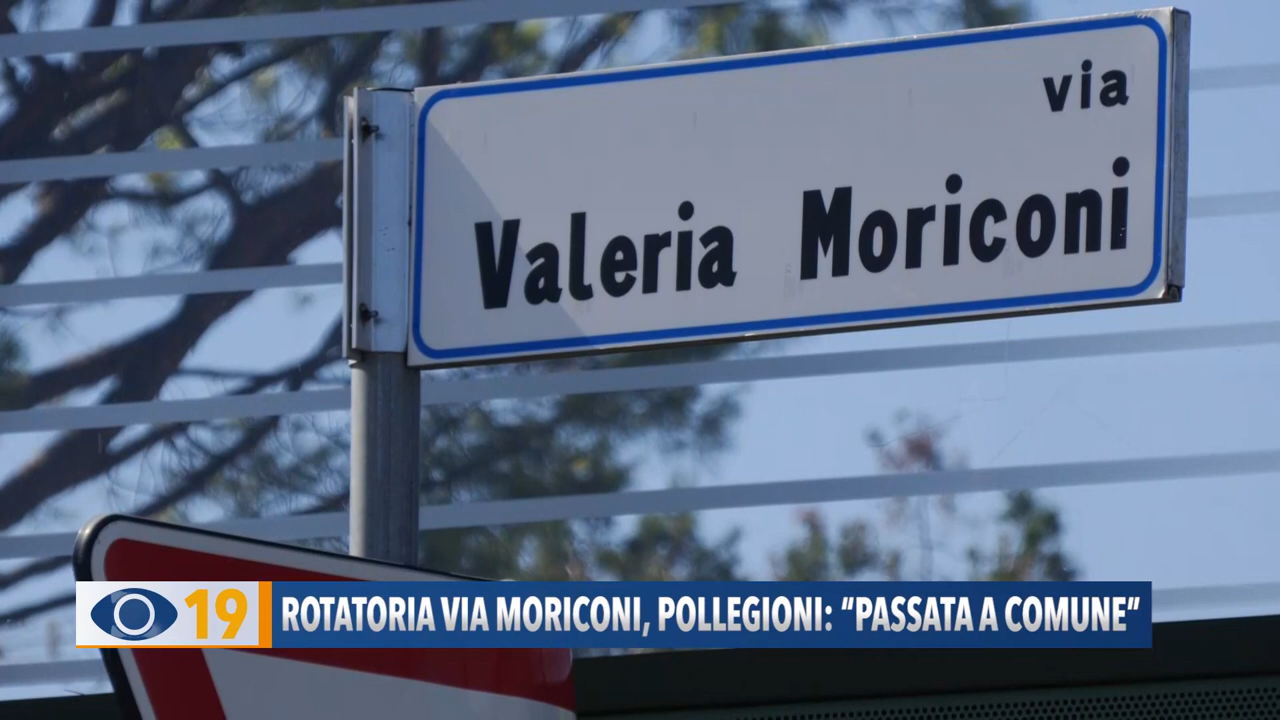 via
Valeria Moriconi
19 ROTATORIA VIA MORICONI, POLLEGIONI: “PASSATA A COMUNE”